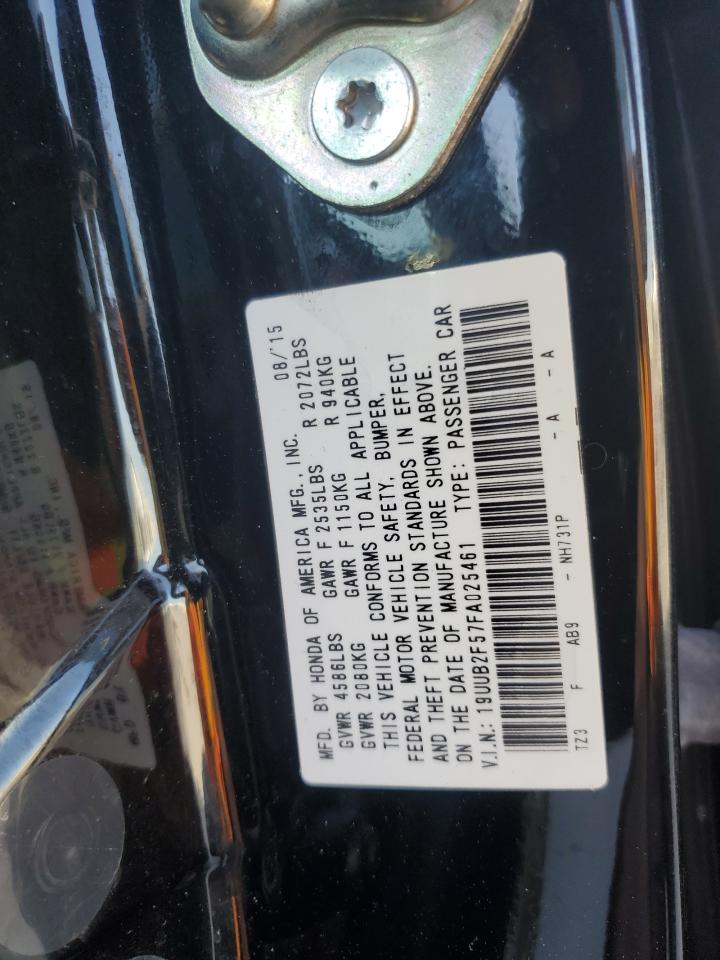 MFD. BY HONDA OF AMERICA MFG., INC. 08/'15
GVWR 4586LBS GAWR F 2535LBS R 2072LBS
GVWR 2080KG GAWR F 1150KG R 940KG
THIS VEHICLE CONFORMS TO ALL APPLICABLE
FEDERAL MOTOR VEHICLE SAFETY, BUMPER,
AND THEFT PREVENTION STANDARDS IN EFFECT
ON THE DATE OF MANUFACTURE SHOWN ABOVE.
V.I.N.: 19UUB2F57FA025461 TYPE: PASSENGER CAR
TZ3 F AB9 - NH731P - A - A